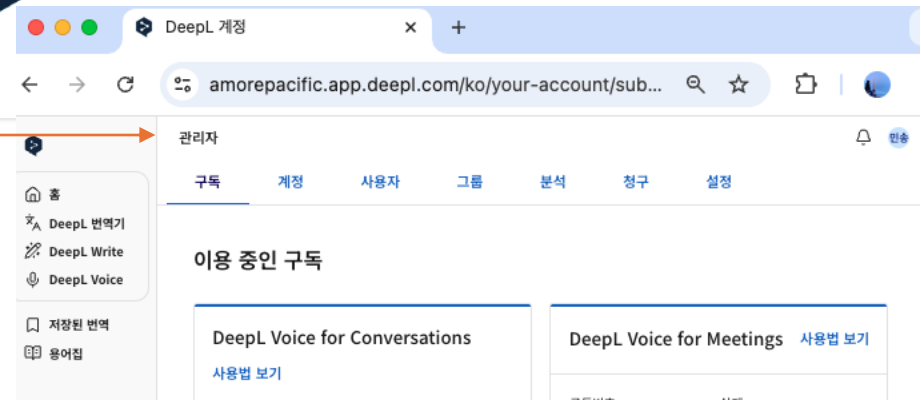 DeepL 계정
amorepacific.app.deepl.com/ko/your-account/sub...
관리자
민송
구독 계정 사용자 그룹 분석 청구 설정
홈
DeepL 번역기
DeepL Write
DeepL Voice
저장된 번역
용어집
이용 중인 구독
DeepL Voice for Conversations
사용법 보기
DeepL Voice for Meetings 사용법 보기